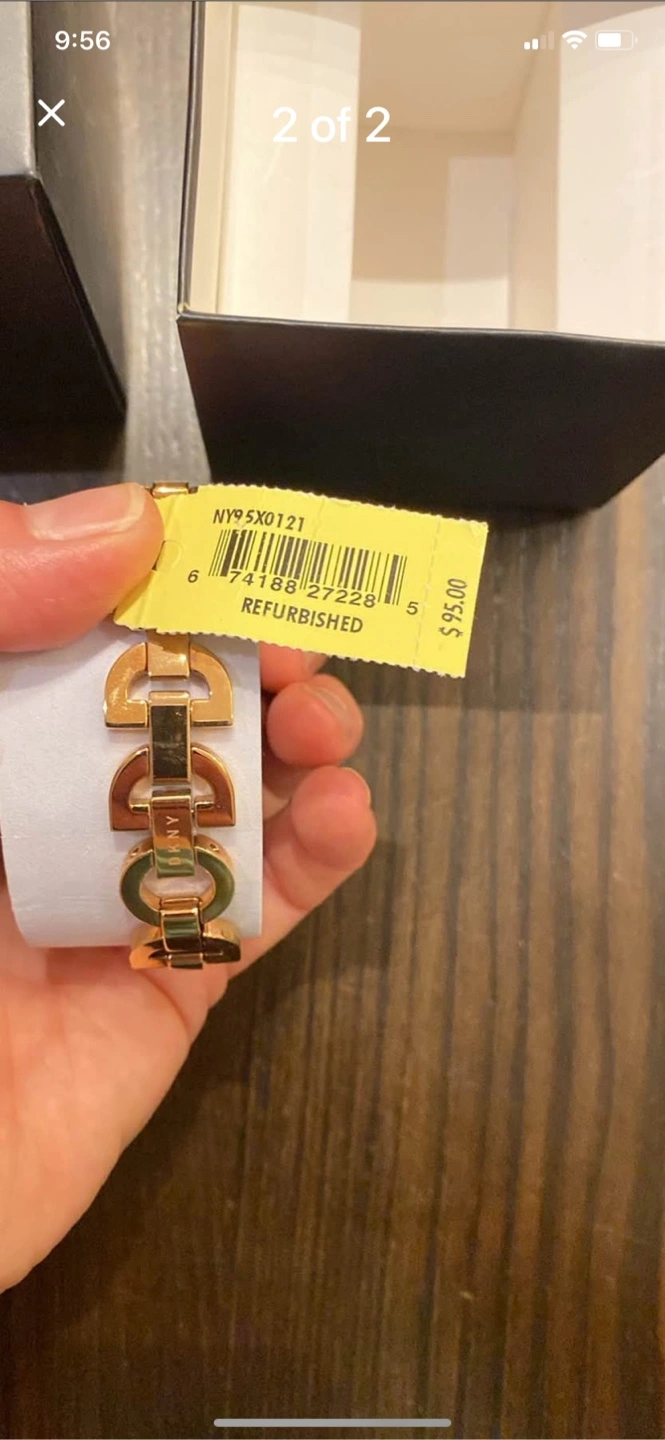 9:56
2 of 2
NY95X0121
6 74188 27228 5
REFURBISHED
$ 95.00
DKNY